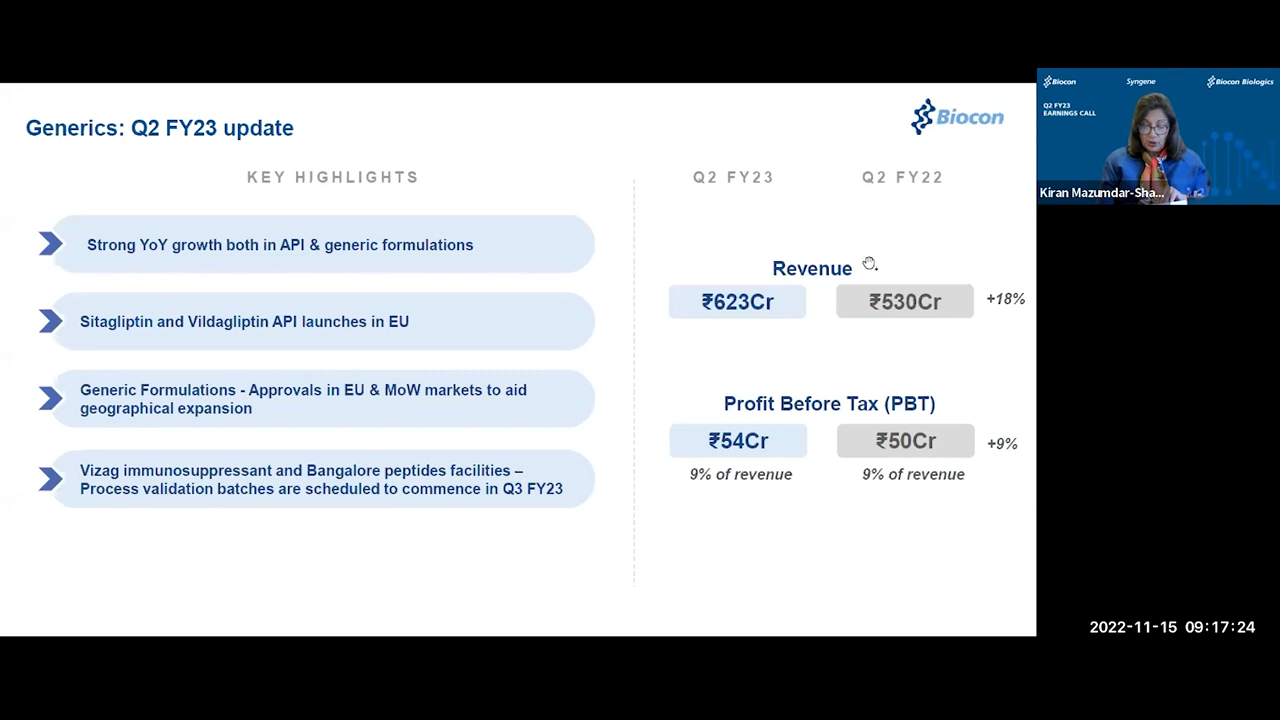 Generics: Q2 FY23 update
Biocon
KEY HIGHLIGHTS
Strong YoY growth both in API & generic formulations
Sitagliptin and Vildagliptin API launches in EU
Generic Formulations - Approvals in EU & MoW markets to aid
geographical expansion
Vizag immunosuppressant and Bangalore peptides facilities –
Process validation batches are scheduled to commence in Q3 FY23
Q2 FY23 Q2 FY22
Revenue
₹623Cr ₹530Cr +18%
Profit Before Tax (PBT)
₹54Cr ₹50Cr +9%
9% of revenue 9% of revenue
Biocon Syngene Biocon Biologics
Q2 FY23
EARNINGS CALL
Kiran Mazumdar-Sha...
2022-11-15 09:17:24